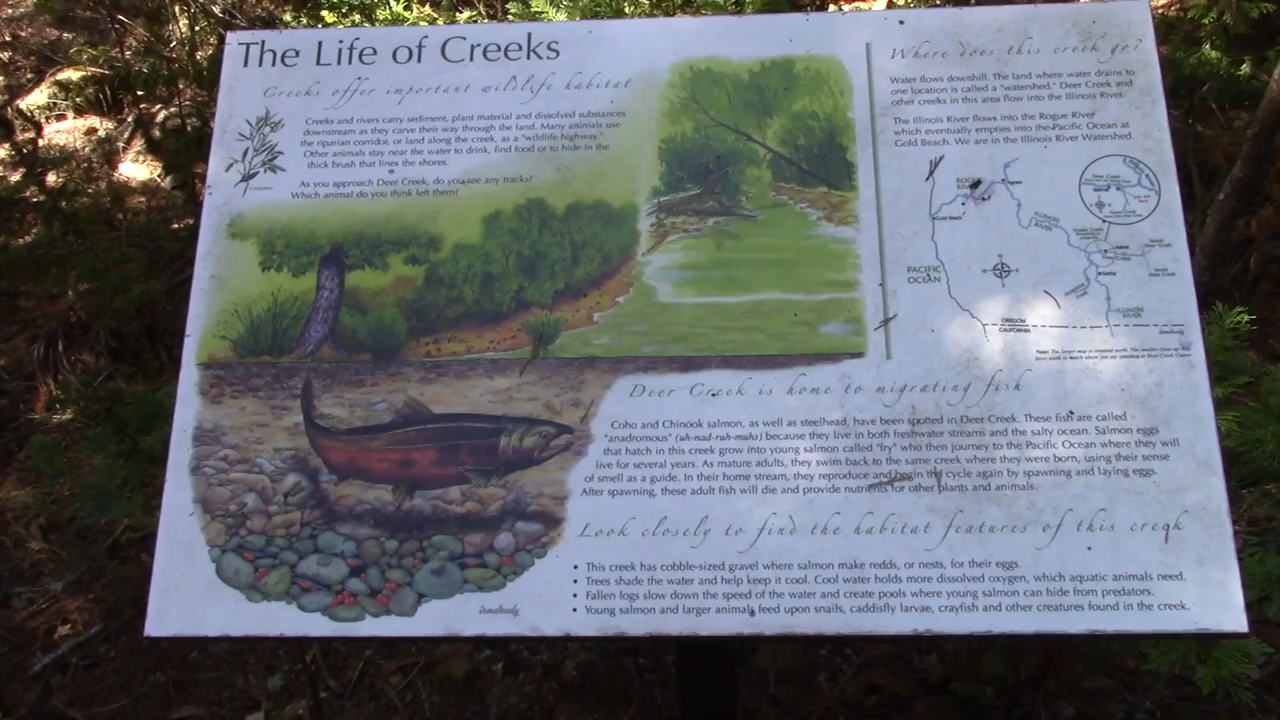 The Life of Creeks
Creeks offer important wildlife habitat
Creeks and rivers carry sediment, plant material and dissolved substances
downstream as they carve their way through the land. Many animals use
the riparian corridor, or land along the creek, as a "wildlife highway."
Other animals stay near the water to drink, find food or to hide in the
thick brush that lines the shores.
As you approach Deer Creek, do you see any tracks?
Which animal do you think left them?
Where does this creek go?
Water flows downhill. The land where water drains to
one location is called a "watershed." Deer Creek and
other creeks in this area flow into the Illinois River.
The Illinois River flows into the Rogue River
which eventually empties into the Pacific Ocean at
Gold Beach. We are in the Illinois River Watershed.
ROGUE
RIVER
Gold Beach
ILLINOIS
RIVER
PACIFIC
OCEAN
ILLINOIS
RIVER
OREGON
CALIFORNIA
Deer Creek is home to migrating fish
Coho and Chinook salmon, as well as steelhead, have been spotted in Deer Creek. These fish are called
"anadromous" (uh-nad-ruh-muhs) because they live in both freshwater streams and the salty ocean. Salmon eggs
that hatch in this creek grow into young salmon called "fry" who then journey to the Pacific Ocean where they will
live for several years. As mature adults, they swim back to the same creek where they were born, using their sense
of smell as a guide. In their home stream, they reproduce and begin the cycle again by spawning and laying eggs.
After spawning, these adult fish will die and provide nutrients for other plants and animals.
Look closely to find the habitat features of this creek
• This creek has cobble-sized gravel where salmon make redds, or nests, for their eggs.
• Trees shade the water and help keep it cool. Cool water holds more dissolved oxygen, which aquatic animals need.
• Fallen logs slow down the speed of the water and create pools where young salmon can hide from predators.
• Young salmon and larger animals feed upon snails, caddisfly larvae, crayfish and other creatures found in the creek.